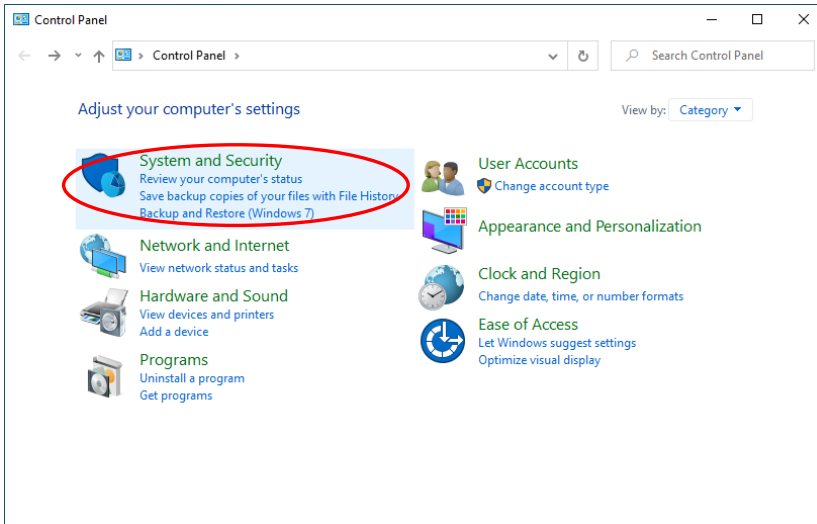 Control Panel
Control Panel
Search Control Panel
Adjust your computer's settings
View by: Category
System and Security
Review your computer's status
Save backup copies of your files with File History
Backup and Restore (Windows 7)
Network and Internet
View network status and tasks
Hardware and Sound
View devices and printers
Add a device
Programs
Uninstall a program
Get programs
User Accounts
Change account type
Appearance and Personalization
Clock and Region
Change date, time, or number formats
Ease of Access
Let Windows suggest settings
Optimize visual display